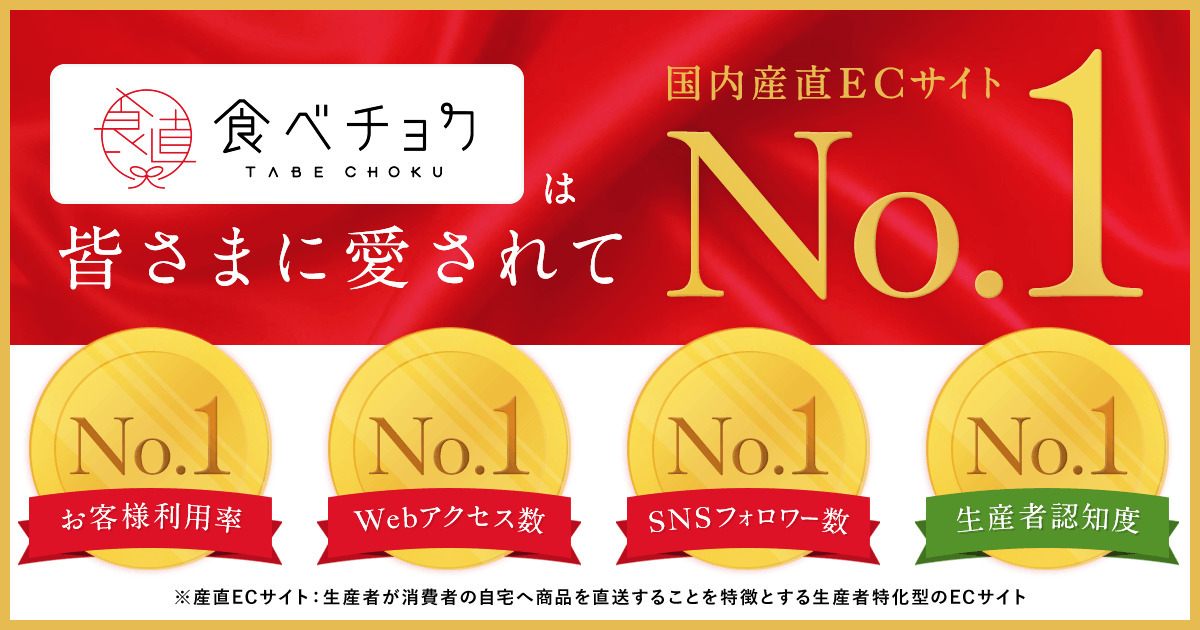 食直
食べチョク
TABE CHOKU
は
皆さまに愛されて
国内産直ECサイト
No.1
No.1
お客様利用率
No.1
Webアクセス数
No.1
SNSフォロワー数
No.1
生産者認知度
※産直ECサイト：生産者が消費者の自宅へ商品を直送することを特徴とする生産者特化型のECサイト